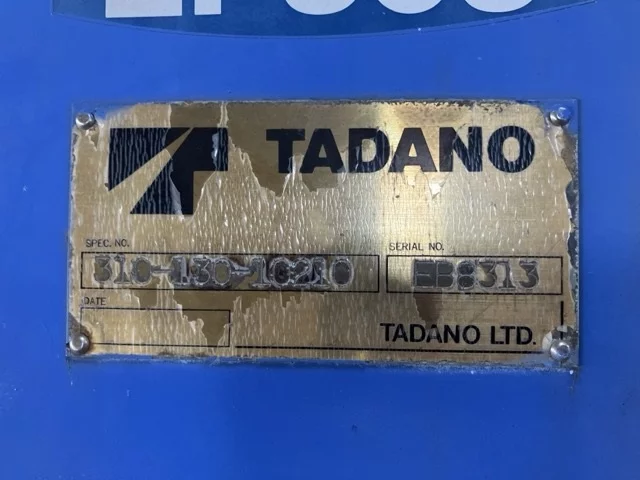 TADANO
SPEC. NO.
SERIAL NO.
310-130-10210
EB8313
DATE
TADANO LTD.